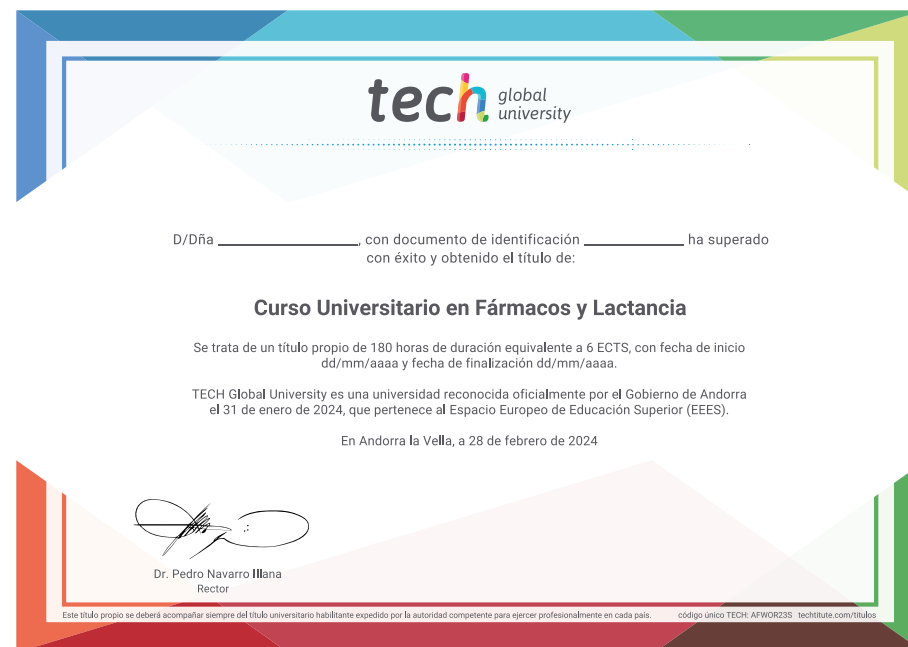 tech global university
D/Dña ____________________, con documento de identificación ______________ ha superado
con éxito y obtenido el título de:
Curso Universitario en Fármacos y Lactancia
Se trata de un título propio de 180 horas de duración equivalente a 6 ECTS, con fecha de inicio
dd/mm/aaaa y fecha de finalización dd/mm/aaaa.
TECH Global University es una universidad reconocida oficialmente por el Gobierno de Andorra
el 31 de enero de 2024, que pertenece al Espacio Europeo de Educación Superior (EEES).
En Andorra la Vella, a 28 de febrero de 2024
Dr. Pedro Navarro Illana
Rector
Este título propio se deberá acompañar siempre del título universitario habilitante expedido por la autoridad competente para ejercer profesionalmente en cada país. código único TECH: AFWOR23S techtitute.com/titulos